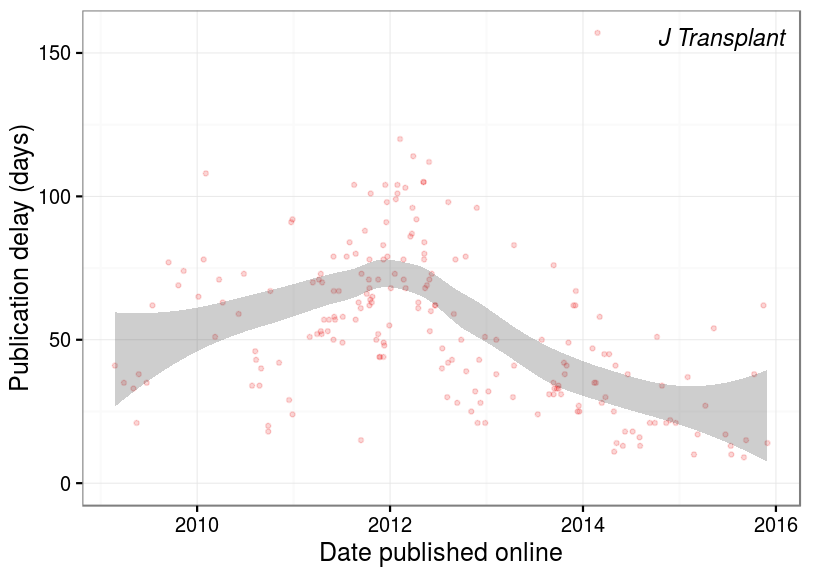 J Transplant
Publication delay (days)
150
100
50
0
2010
2012
2014
2016
Date published online